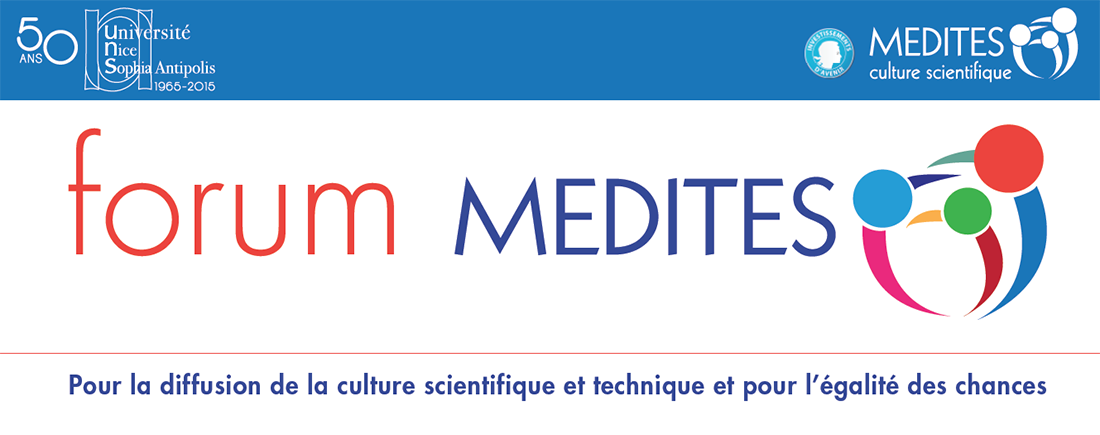 50
ANS
Université
Nice
Sophia Antipolis
1965-2015
INVESTISSEMENTS
D'AVENIR
MEDITES
culture scientifique
forum MEDITES
Pour la diffusion de la culture scientifique et technique et pour l'égalité des chances